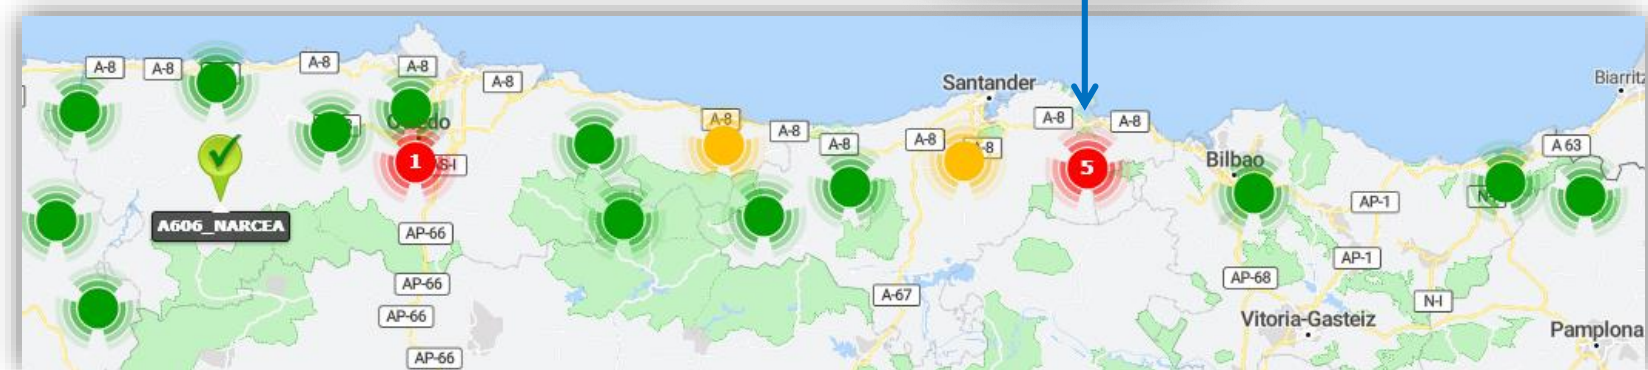 A-8
A-8
A-8
A-8
A-8
Santander
Biarritz
A-8
A-8
A-8
A-8
A-8
A-8
A-8
A 63
1
5
Bilbao
A606_NARCEA
AP-66
AP-1
AP-66
AP-1
AP-68
A-67
N-I
AP-66
Vitoria-Gasteiz
Pamplona
AP-66